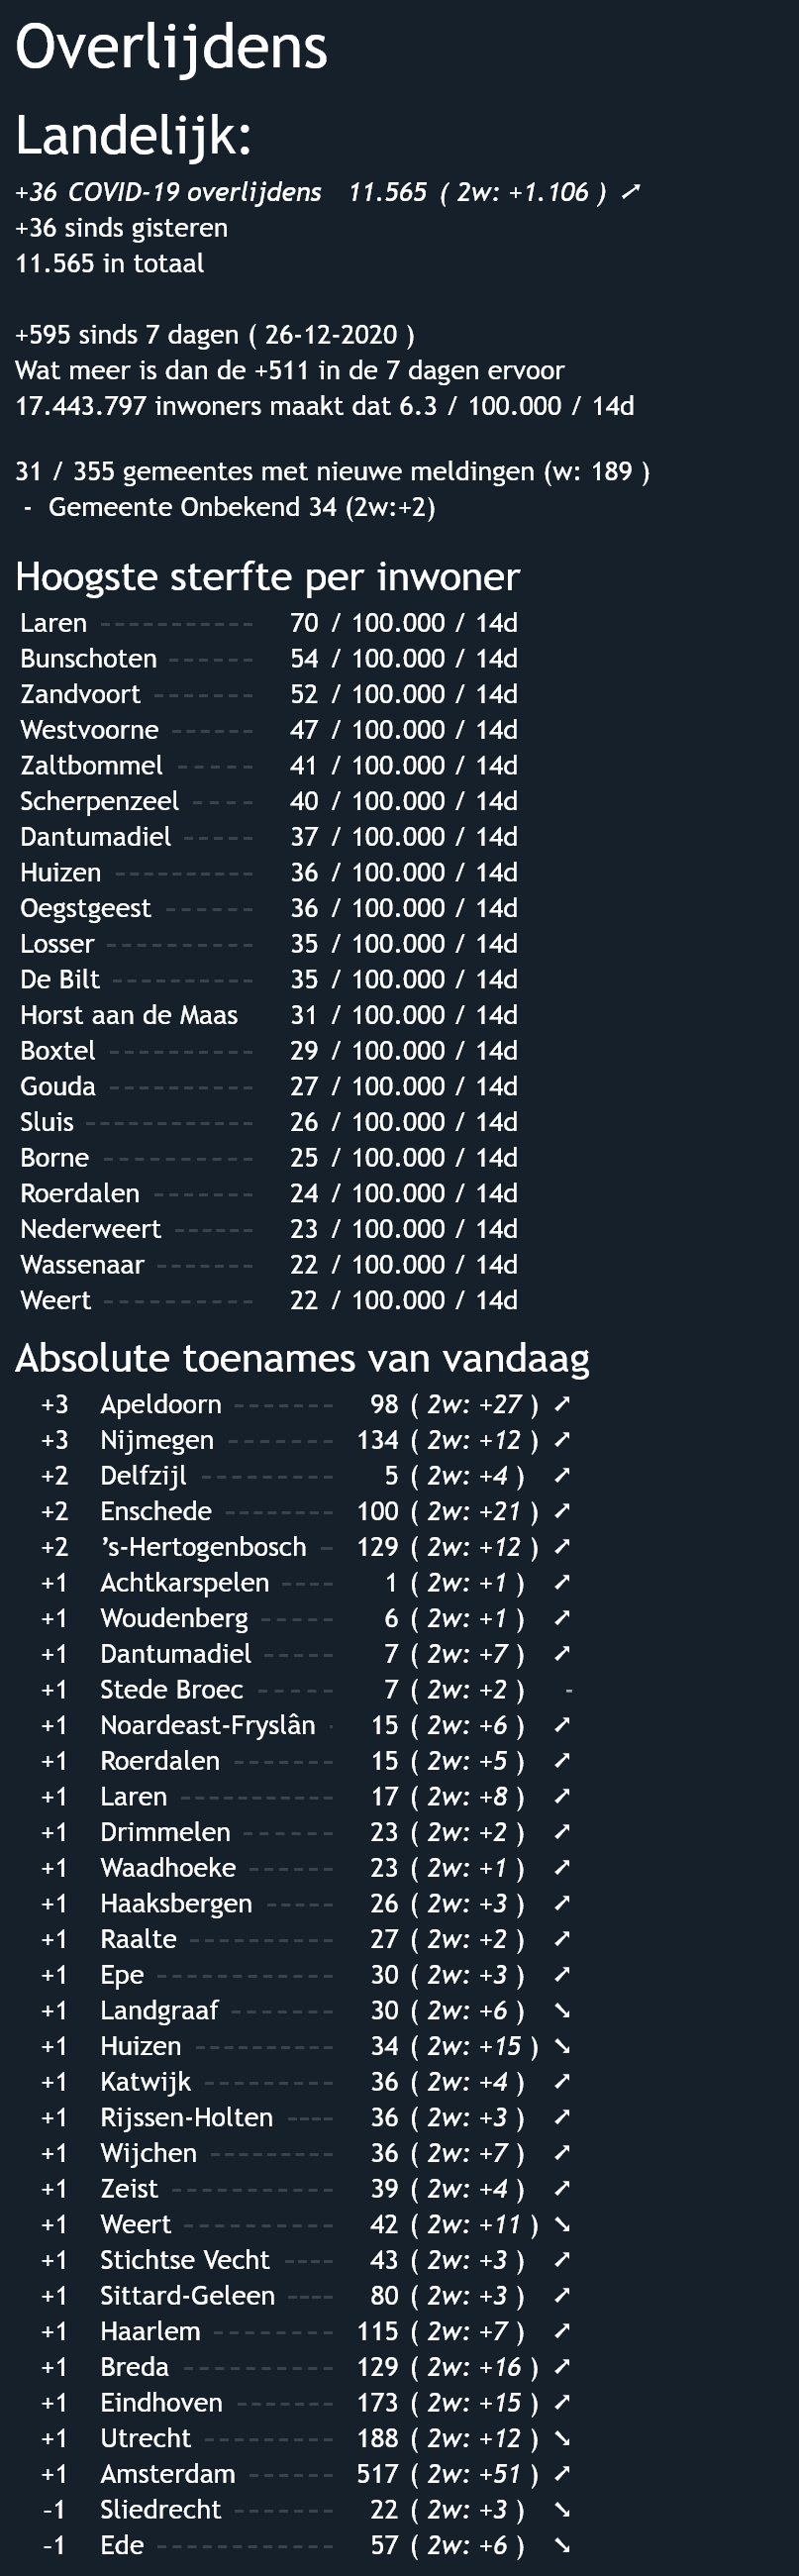 Overlijdens
Landelijk:
+36 COVID-19 overlijdens 11.565 ( 2w: +1.106 ) ➚
+36 sinds gisteren
11.565 in totaal
+595 sinds 7 dagen ( 26-12-2020 )
Wat meer is dan de +511 in de 7 dagen ervoor
17.443.797 inwoners maakt dat 6.3 / 100.000 / 14d
31 / 355 gemeentes met nieuwe meldingen (w: 189 )
- Gemeente Onbekend 34 (2w:+2)
Hoogste sterfte per inwoner
Laren ----------- 70 / 100.000 / 14d
Bunschoten ------ 54 / 100.000 / 14d
Zandvoort ------- 52 / 100.000 / 14d
Westvoorne ------ 47 / 100.000 / 14d
Zaltbommel ----- 41 / 100.000 / 14d
Scherpenzeel ---- 40 / 100.000 / 14d
Dantumadiel ----- 37 / 100.000 / 14d
Huizen ---------- 36 / 100.000 / 14d
Oegstgeest ------ 36 / 100.000 / 14d
Losser ---------- 35 / 100.000 / 14d
De Bilt ---------- 35 / 100.000 / 14d
Horst aan de Maas 31 / 100.000 / 14d
Boxtel ---------- 29 / 100.000 / 14d
Gouda ---------- 27 / 100.000 / 14d
Sluis ------------ 26 / 100.000 / 14d
Borne ---------- 25 / 100.000 / 14d
Roerdalen ------- 24 / 100.000 / 14d
Nederweert ------ 23 / 100.000 / 14d
Wassenaar ------- 22 / 100.000 / 14d
Weert ---------- 22 / 100.000 / 14d
Absolute toenames van vandaag
+3 Apeldoorn ------- 98 ( 2w: +27 ) ➚
+3 Nijmegen ------- 134 ( 2w: +12 ) ➚
+2 Delfzijl --------- 5 ( 2w: +4 ) ➚
+2 Enschede -------- 100 ( 2w: +21 ) ➚
+2 ’s-Hertogenbosch - 129 ( 2w: +12 ) ➚
+1 Achtkarspelen ---- 1 ( 2w: +1 ) ➚
+1 Woudenberg ----- 6 ( 2w: +1 ) ➚
+1 Dantumadiel ----- 7 ( 2w: +7 ) ➚
+1 Stede Broec ----- 7 ( 2w: +2 ) -
+1 Noardeast-Fryslân · 15 ( 2w: +6 ) ➚
+1 Roerdalen ------- 15 ( 2w: +5 ) ➚
+1 Laren ----------- 17 ( 2w: +8 ) ➚
+1 Drimmelen ------ 23 ( 2w: +2 ) ➚
+1 Waadhoeke ------ 23 ( 2w: +1 ) ➚
+1 Haaksbergen ----- 26 ( 2w: +3 ) ➚
+1 Raalte ---------- 27 ( 2w: +2 ) ➚
+1 Epe ------------ 30 ( 2w: +3 ) ➚
+1 Landgraaf ------- 30 ( 2w: +6 ) ➘
+1 Huizen ---------- 34 ( 2w: +15 ) ➘
+1 Katwijk --------- 36 ( 2w: +4 ) ➚
+1 Rijssen-Holten ---- 36 ( 2w: +3 ) ➚
+1 Wijchen --------- 36 ( 2w: +7 ) ➚
+1 Zeist ----------- 39 ( 2w: +4 ) ➚
+1 Weert ---------- 42 ( 2w: +11 ) ➘
+1 Stichtse Vecht ---- 43 ( 2w: +3 ) ➚
+1 Sittard-Geleen ---- 80 ( 2w: +3 ) ➚
+1 Haarlem -------- 115 ( 2w: +7 ) ➚
+1 Breda ---------- 129 ( 2w: +16 ) ➚
+1 Eindhoven ------- 173 ( 2w: +15 ) ➚
+1 Utrecht --------- 188 ( 2w: +12 ) ➘
+1 Amsterdam ------ 517 ( 2w: +51 ) ➚
-1 Sliedrecht ------- 22 ( 2w: +3 ) ➘
-1 Ede ------------ 57 ( 2w: +6 ) ➘